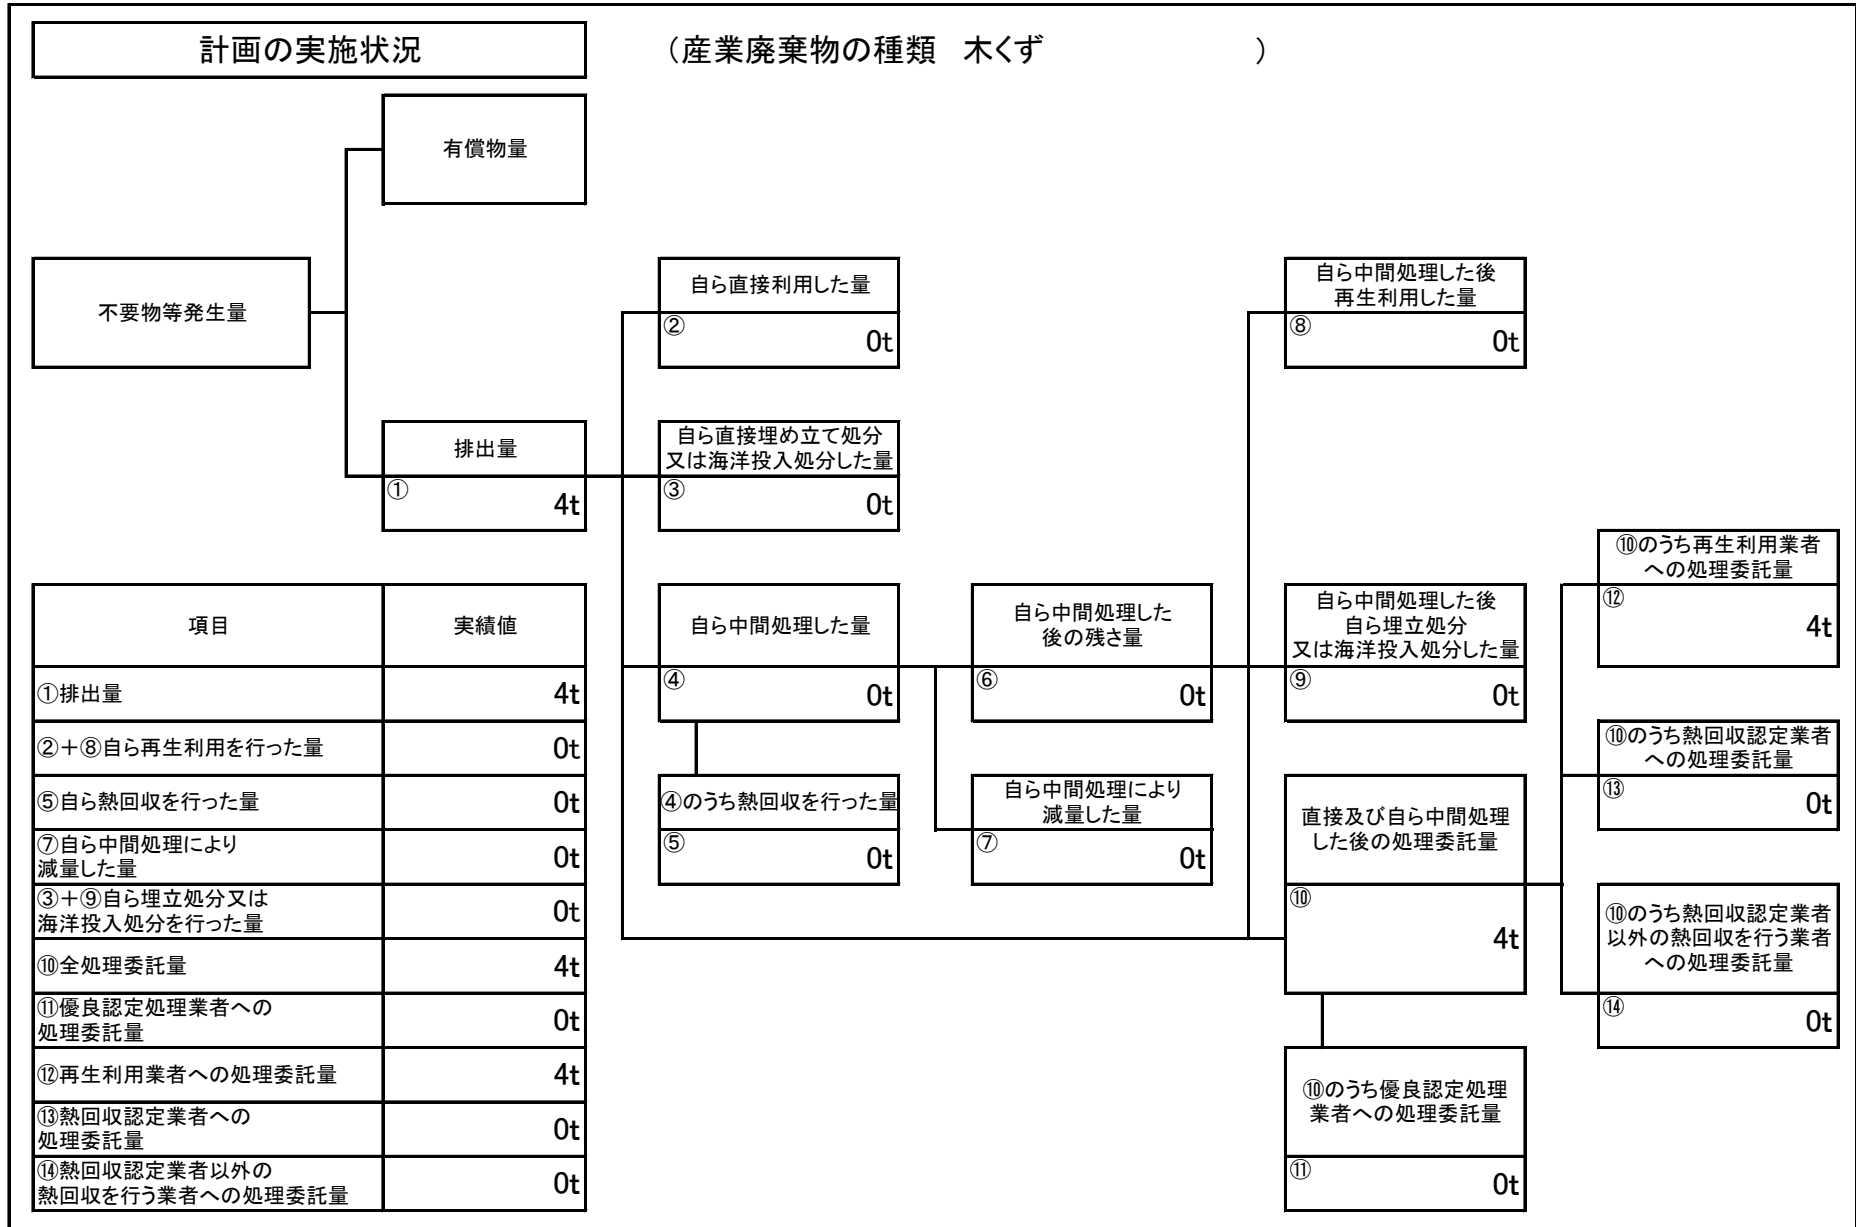 計画の実施状況
（産業廃棄物の種類　木くず　　　　　　　）
有償物量
不要物等発生量
自ら直接利用した量
②
0t
自ら中間処理した後
再生利用した量
⑧
0t
排出量
①
4t
自ら直接埋め立て処分
又は海洋投入処分した量
③
0t
⑩のうち再生利用業者
への処理委託量
⑫
4t
自ら中間処理した量
④
0t
自ら中間処理した
後の残さ量
⑥
0t
自ら中間処理した後
自ら埋立処分
又は海洋投入処分した量
⑨
0t
⑩のうち熱回収認定業者
への処理委託量
⑬
0t
④のうち熱回収を行った量
⑤
0t
自ら中間処理により
減量した量
⑦
0t
直接及び自ら中間処理
した後の処理委託量
⑩
4t
⑩のうち熱回収認定業者
以外の熱回収を行う業者
への処理委託量
⑭
0t
⑩のうち優良認定処理
業者への処理委託量
⑪
0t
項目 実績値
①排出量 4t
②＋⑧自ら再生利用を行った量 0t
⑤自ら熱回収を行った量 0t
⑦自ら中間処理により
減量した量 0t
③＋⑨自ら埋立処分又は
海洋投入処分を行った量 0t
⑩全処理委託量 4t
⑪優良認定処理業者への
処理委託量 0t
⑫再生利用業者への処理委託量 4t
⑬熱回収認定業者への
処理委託量 0t
⑭熱回収認定業者以外の
熱回収を行う業者への処理委託量 0t